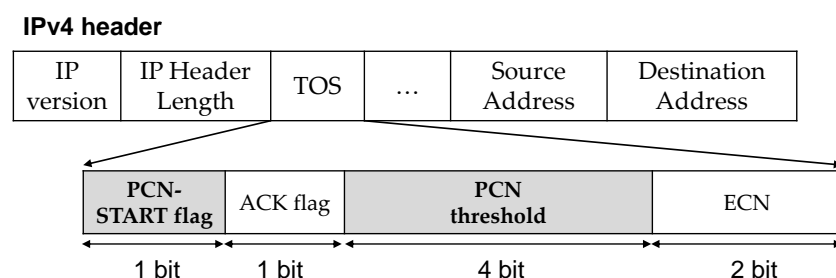 IPv4 header
IP version
IP Header Length
TOS
...
Source Address
Destination Address
PCN-
START flag
ACK flag
PCN
threshold
ECN
1 bit
1 bit
4 bit
2 bit